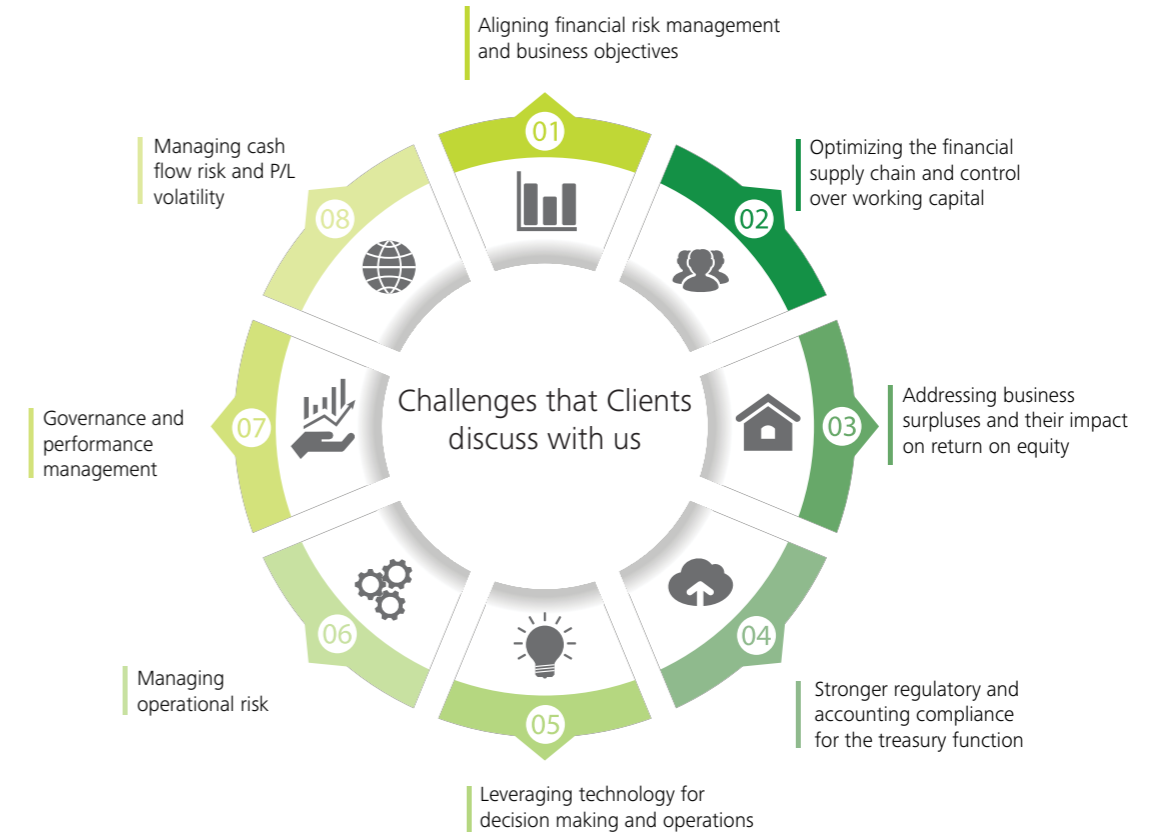 Aligning financial risk management
and business objectives
01
Optimizing the financial
supply chain and control
over working capital
02
Addressing business
surpluses and their impact
on return on equity
03
Stronger regulatory and
accounting compliance
for the treasury function
04
Leveraging technology for
decision making and operations
05
Managing
operational risk
06
Governance and
performance
management
07
Managing cash
flow risk and P/L
volatility
08
Challenges that Clients
discuss with us